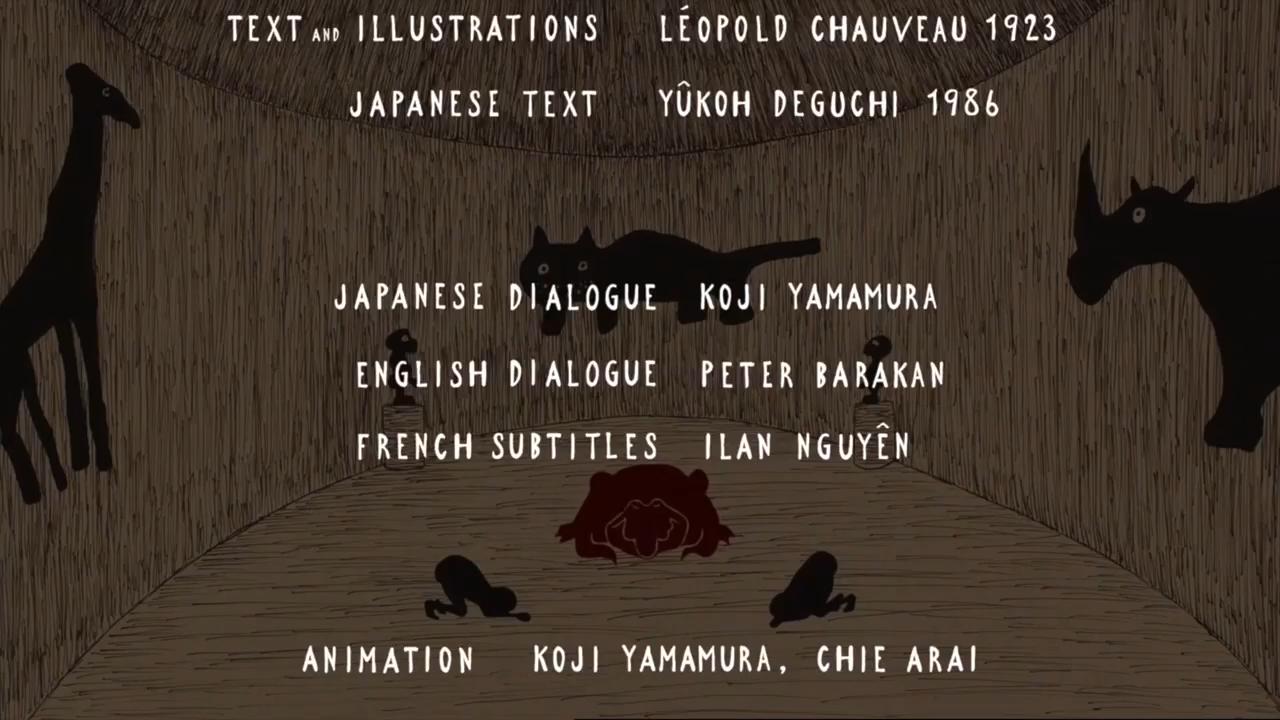 TEXT AND ILLUSTRATIONS LÉOPOLD CHAUVEAU 1923
JAPANESE TEXT YÛKOH DEGUCHI 1986
JAPANESE DIALOGUE KOJI YAMAMURA
ENGLISH DIALOGUE PETER BARAKAN
FRENCH SUBTITLES ILAN NGUYÊN
ANIMATION KOJI YAMAMURA, CHIE ARAI